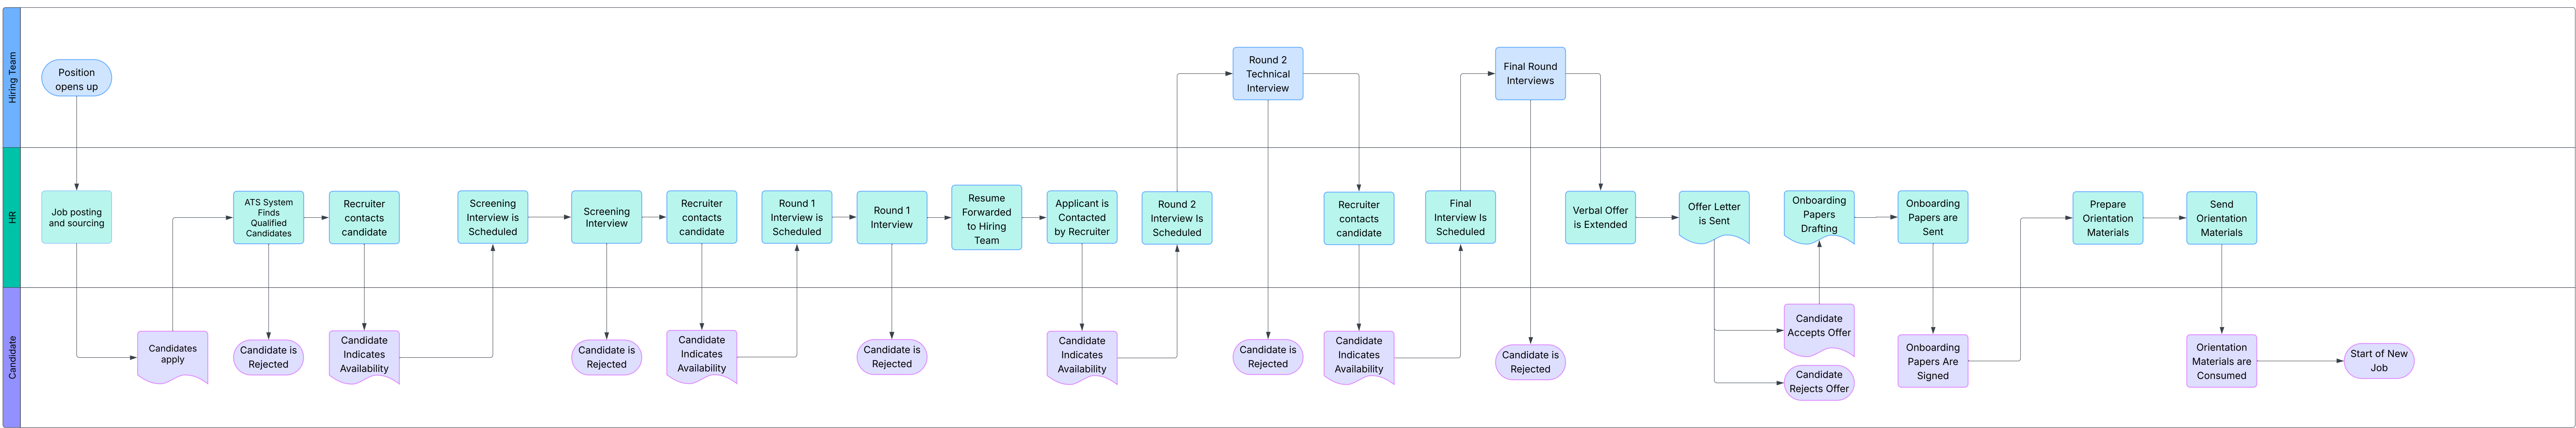 Hiring Team
Position
opens up
Round 2
Technical
Interview
Final Round
Interviews
HR
Job posting
and sourcing
ATS System
Finds
Qualified
Candidates
Recruiter
contacts
candidate
Screening
Interview is
Scheduled
Screening
Interview
Recruiter
contacts
candidate
Round 1
Interview is
Scheduled
Round 1
Interview
Resume
Forwarded
to Hiring
Team
Applicant is
Contacted
by Recruiter
Round 2
Interview Is
Scheduled
Recruiter
contacts
candidate
Final
Interview Is
Scheduled
Verbal Offer
is Extended
Offer Letter
is Sent
Onboarding
Papers
Drafting
Onboarding
Papers are
Sent
Prepare
Orientation
Materials
Send
Orientation
Materials
Candidate
Candidates
apply
Candidate is
Rejected
Candidate
Indicates
Availability
Candidate is
Rejected
Candidate
Indicates
Availability
Candidate is
Rejected
Candidate
Indicates
Availability
Candidate is
Rejected
Candidate
Indicates
Availability
Candidate is
Rejected
Candidate
Accepts Offer
Candidate
Rejects Offer
Onboarding
Papers Are
Signed
Orientation
Materials are
Consumed
Start of New
Job